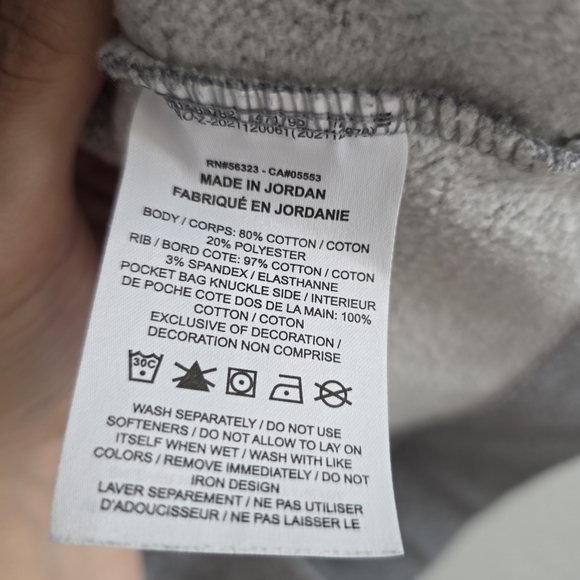 RN#56323 - CA#05553
MADE IN JORDAN
FABRIQUÉ EN JORDANIE
BODY / CORPS: 80% COTTON / COTON
20% POLYESTER
RIB / BORD COTE: 97% COTTON / COTON
3% SPANDEX / ELASTHANNE
POCKET BAG KNUCKLE SIDE / INTERIEUR
DE POCHE COTE DOS DE LA MAIN: 100%
COTTON / COTON
EXCLUSIVE OF DECORATION /
DECORATION NON COMPRISE
30C
WASH SEPARATELY / DO NOT USE
SOFTENERS / DO NOT ALLOW TO LAY ON
ITSELF WHEN WET / WASH WITH LIKE
COLORS / REMOVE IMMEDIATELY / DO NOT
IRON DESIGN
LAVER SEPAREMENT / NE PAS UTILISER
D'ADOUCISSEUR / NE PAS LAISSER LE